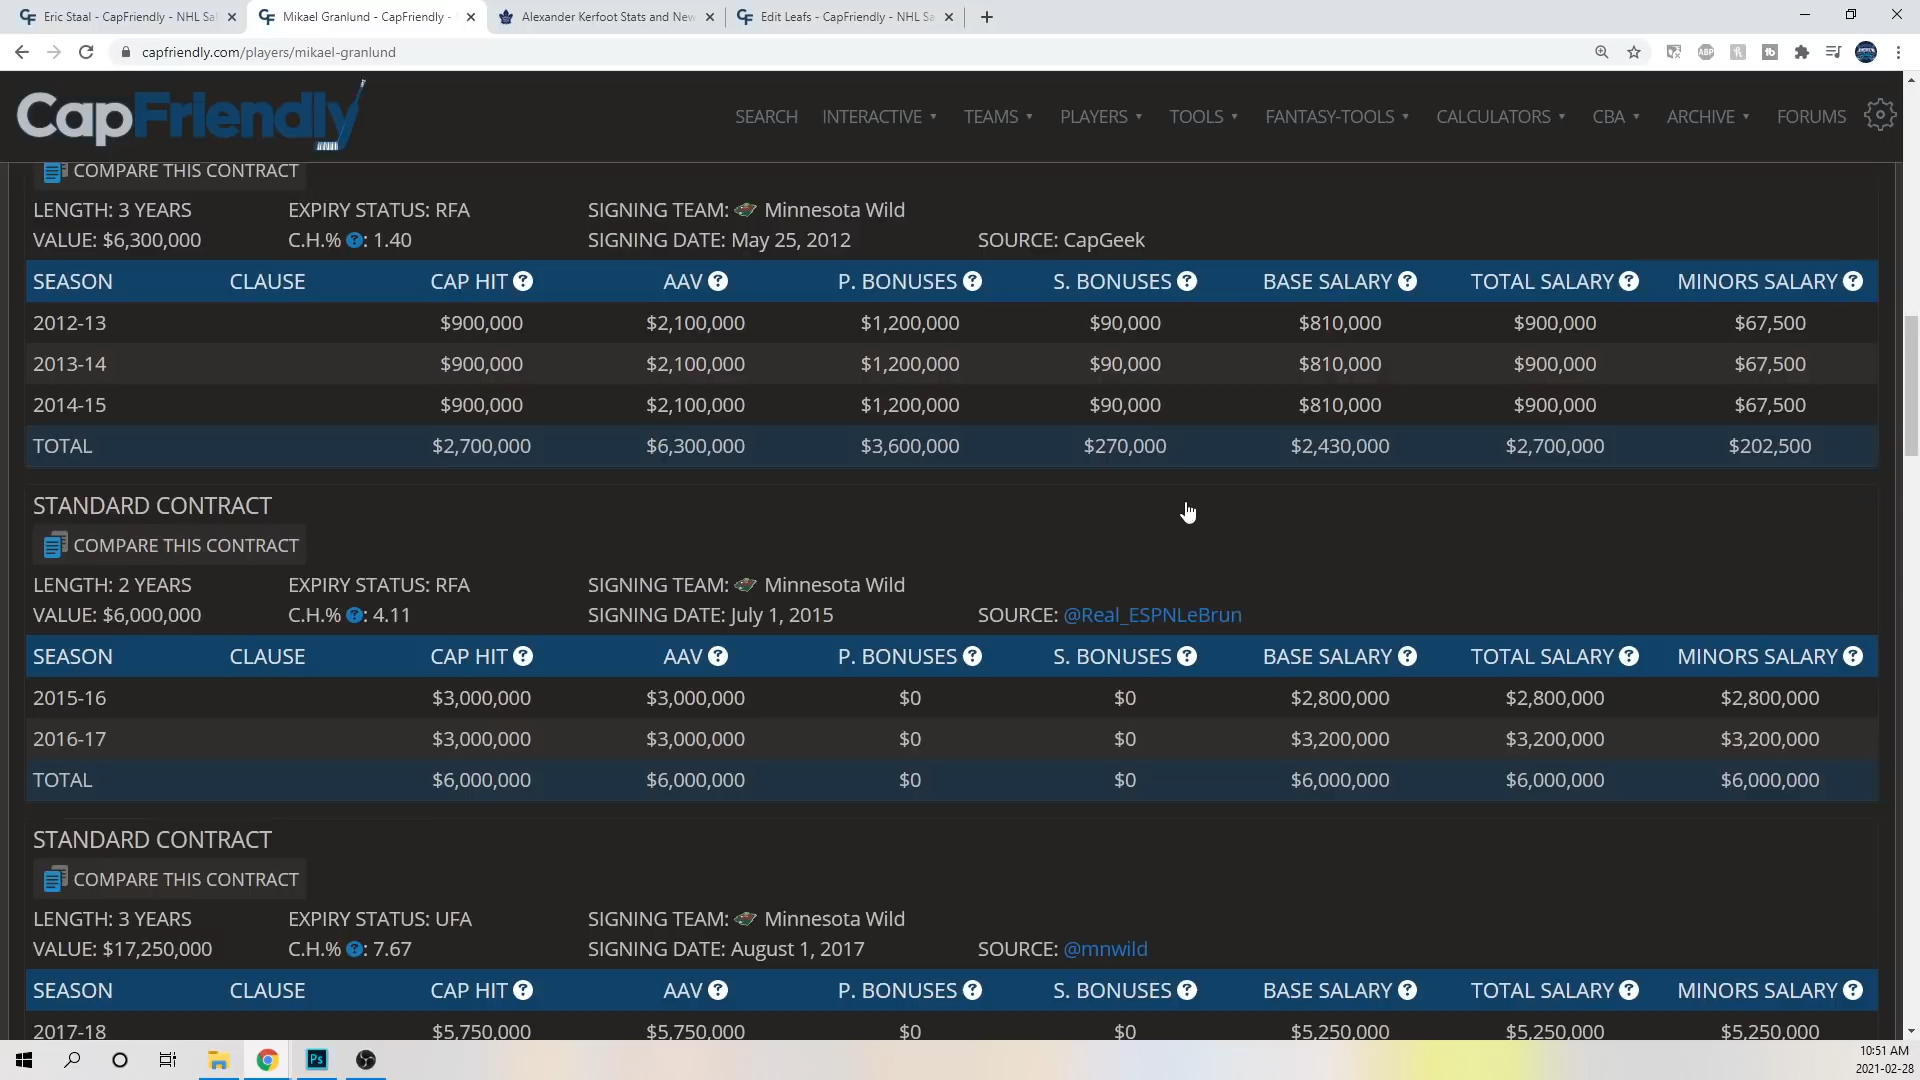 Eric Staal - CapFriendly - NHL Sa
Mikael Granlund - CapFriendly -
Alexander Kerfoot Stats and New
Edit Leafs - CapFriendly - NHL Sa
capfriendly.com/players/mikael-granlund
CapFriendly
SEARCH INTERACTIVE TEAMS PLAYERS TOOLS FANTASY-TOOLS CALCULATORS CBA ARCHIVE FORUMS
COMPARE THIS CONTRACT
LENGTH: 3 YEARS EXPIRY STATUS: RFA SIGNING TEAM: Minnesota Wild
VALUE: $6,300,000 C.H.% ?: 1.40 SIGNING DATE: May 25, 2012 SOURCE: CapGeek
SEASON CLAUSE CAP HIT ? AAV ? P. BONUSES ? S. BONUSES ? BASE SALARY ? TOTAL SALARY ? MINORS SALARY ?
2012-13 $900,000 $2,100,000 $1,200,000 $90,000 $810,000 $900,000 $67,500
2013-14 $900,000 $2,100,000 $1,200,000 $90,000 $810,000 $900,000 $67,500
2014-15 $900,000 $2,100,000 $1,200,000 $90,000 $810,000 $900,000 $67,500
TOTAL $2,700,000 $6,300,000 $3,600,000 $270,000 $2,430,000 $2,700,000 $202,500
STANDARD CONTRACT
COMPARE THIS CONTRACT
LENGTH: 2 YEARS EXPIRY STATUS: RFA SIGNING TEAM: Minnesota Wild
VALUE: $6,000,000 C.H.% ?: 4.11 SIGNING DATE: July 1, 2015 SOURCE: @Real_ESPNLeBrun
SEASON CLAUSE CAP HIT ? AAV ? P. BONUSES ? S. BONUSES ? BASE SALARY ? TOTAL SALARY ? MINORS SALARY ?
2015-16 $3,000,000 $3,000,000 $0 $0 $2,800,000 $2,800,000 $2,800,000
2016-17 $3,000,000 $3,000,000 $0 $0 $3,200,000 $3,200,000 $3,200,000
TOTAL $6,000,000 $6,000,000 $0 $0 $6,000,000 $6,000,000 $6,000,000
STANDARD CONTRACT
COMPARE THIS CONTRACT
LENGTH: 3 YEARS EXPIRY STATUS: UFA SIGNING TEAM: Minnesota Wild
VALUE: $17,250,000 C.H.% ?: 7.67 SIGNING DATE: August 1, 2017 SOURCE: @mnwild
SEASON CLAUSE CAP HIT ? AAV ? P. BONUSES ? S. BONUSES ? BASE SALARY ? TOTAL SALARY ? MINORS SALARY ?
2017-18 $5,750,000 $5,750,000 $0 $0 $5,250,000 $5,250,000 $5,250,000
Ps
10:51 AM
2021-02-28